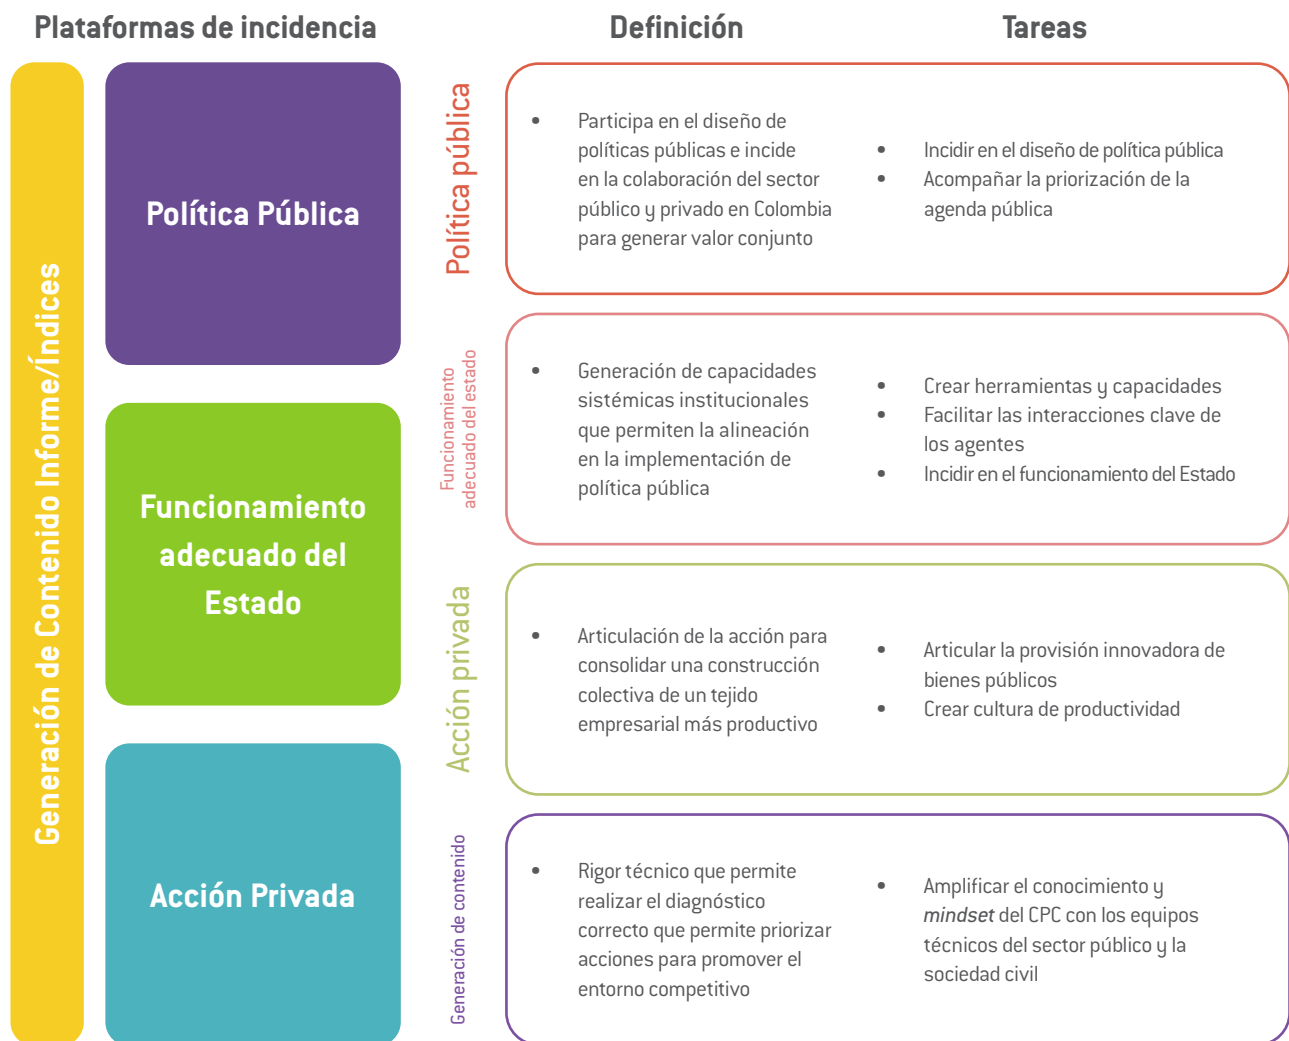 Plataformas de incidencia
Definición
Tareas
Generación de Contenido Informe/Índices
Política Pública
Funcionamiento
adecuado del
Estado
Acción Privada
Política pública
• Participa en el diseño de
políticas públicas e incide
en la colaboración del sector
público y privado en Colombia
para generar valor conjunto
• Incidir en el diseño de política pública
• Acompañar la priorización de la
agenda pública
Funcionamiento
adecuado del estado
• Generación de capacidades
sistémicas institucionales
que permiten la alineación
en la implementación de
política pública
• Crear herramientas y capacidades
• Facilitar las interacciones clave de
los agentes
• Incidir en el funcionamiento del Estado
Acción privada
• Articulación de la acción para
consolidar una construcción
colectiva de un tejido
empresarial más productivo
• Articular la provisión innovadora de
bienes públicos
• Crear cultura de productividad
Generación de contenido
• Rigor técnico que permite
realizar el diagnóstico
correcto que permite priorizar
acciones para promover el
entorno competitivo
• Amplificar el conocimiento y
mindset del CPC con los equipos
técnicos del sector público y la
sociedad civil